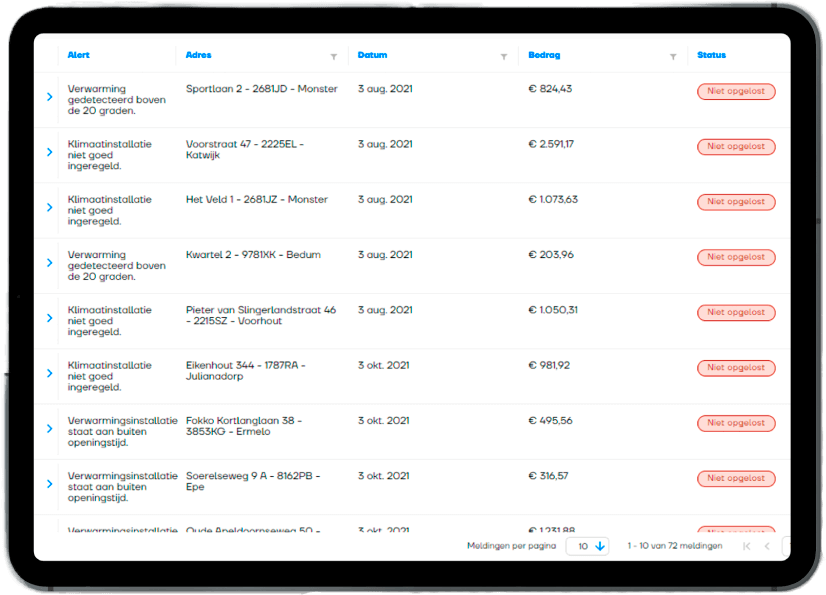 Alert Adres Datum Bedrag Status
Verwarming gedetecteerd boven de 20 graden. Sportlaan 2 - 2681JD - Monster 3 aug. 2021 € 824,43 Niet opgelost
Klimaatinstallatie niet goed ingeregeld. Voorstraat 47 - 2225EL - Katwijk 3 aug. 2021 € 2.591,17 Niet opgelost
Klimaatinstallatie niet goed ingeregeld. Het Veld 1 - 2681JZ - Monster 3 aug. 2021 € 1.073,63 Niet opgelost
Verwarming gedetecteerd boven de 20 graden. Kwartel 2 - 9781XK - Bedum 3 aug. 2021 € 203,96 Niet opgelost
Klimaatinstallatie niet goed ingeregeld. Pieter van Slingerlandstraat 46 - 2215SZ - Voorhout 3 aug. 2021 € 1.050,31 Niet opgelost
Klimaatinstallatie niet goed ingeregeld. Eikenhout 344 - 1787RA - Julianadorp 3 okt. 2021 € 981,92 Niet opgelost
Verwarmingsinstallatie staat aan buiten openingstijd. Fokko Kortlanglaan 38 - 3853KG - Ermelo 3 okt. 2021 € 495,56 Niet opgelost
Verwarmingsinstallatie staat aan buiten openingstijd. Soerelseweg 9 A - 8162PB - Epe 3 okt. 2021 € 316,57 Niet opgelost
Verwarmingsinstallatie Oude Apeldoornseweg 50 - 3 okt. 2021 € 1.231,88 Niet opgelost
Meldingen per pagina 10 1 - 10 van 72 meldingen